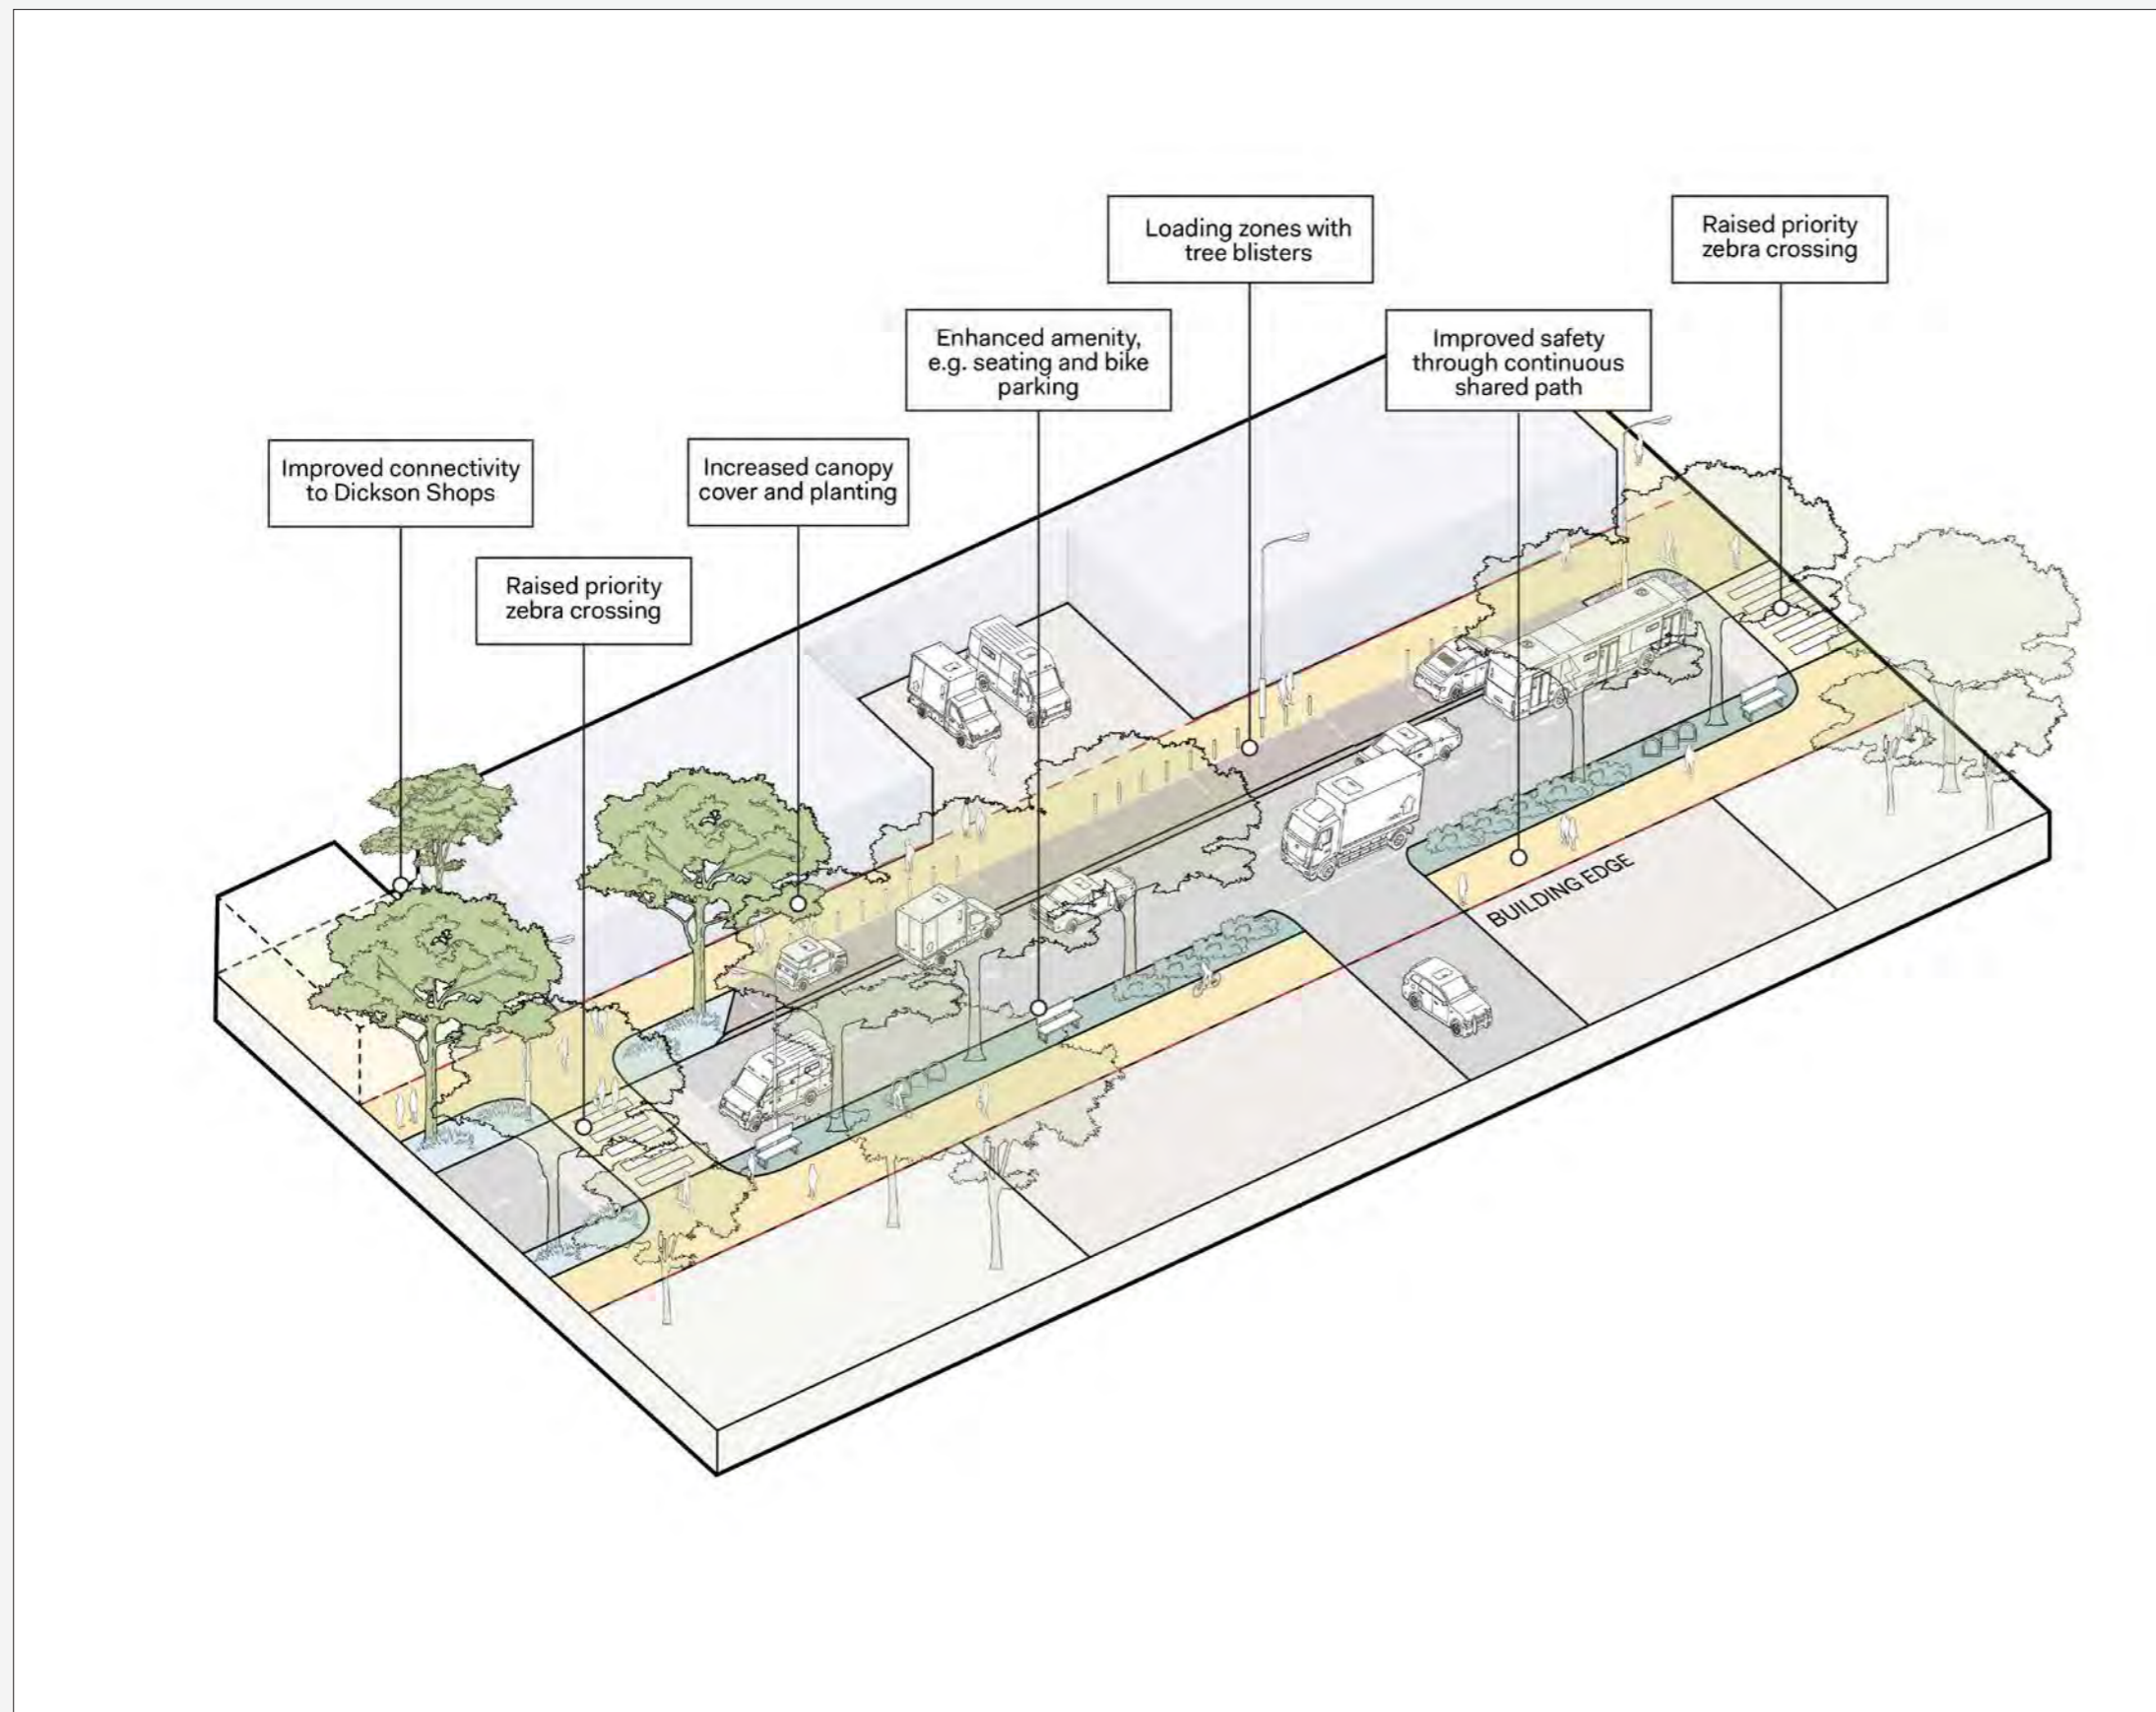 Loading zones with
tree blisters
Raised priority
zebra crossing
Enhanced amenity,
e.g. seating and bike
parking
Improved safety
through continuous
shared path
Improved connectivity
to Dickson Shops
Increased canopy
cover and planting
Raised priority
zebra crossing
BUILDING EDGE